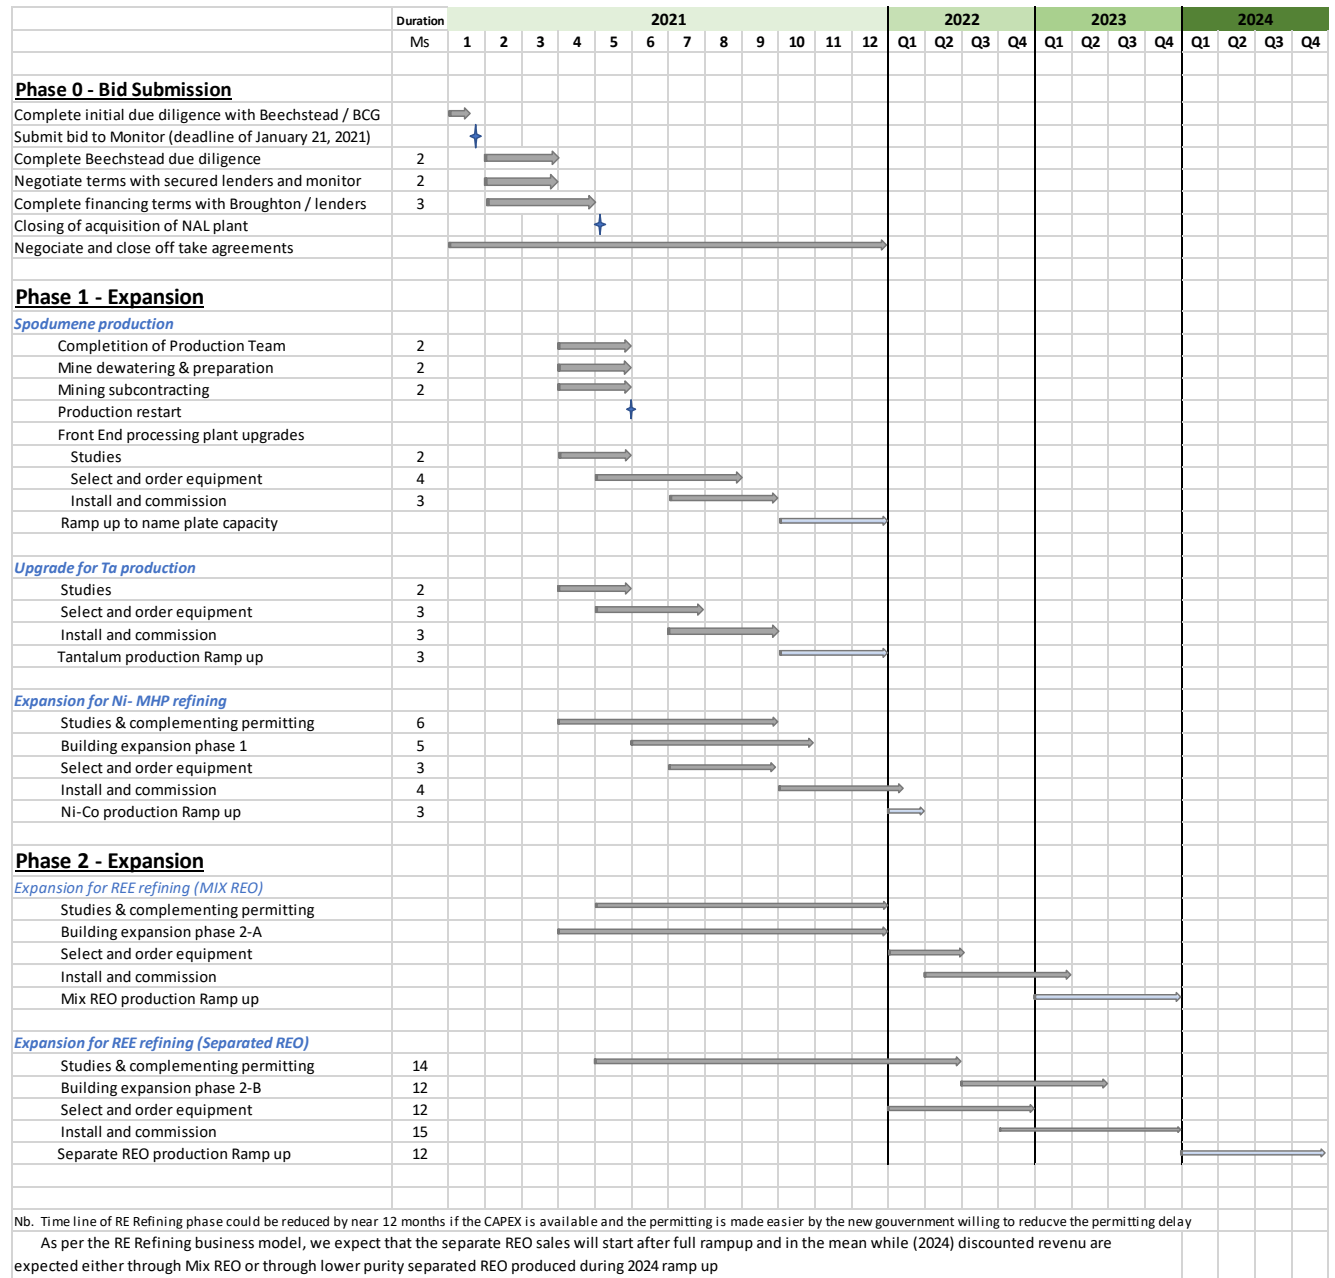 Duration 2021 2022 2023 2024
Ms 1 2 3 4 5 6 7 8 9 10 11 12 Q1 Q2 Q3 Q4 Q1 Q2 Q3 Q4 Q1 Q2 Q3 Q4
Phase 0 - Bid Submission
Complete initial due diligence with Beechstead / BCG
Submit bid to Monitor (deadline of January 21, 2021)
Complete Beechstead due diligence 2
Negotiate terms with secured lenders and monitor 2
Complete financing terms with Broughton / lenders 3
Closing of acquisition of NAL plant
Negociate and close off take agreements
Phase 1 - Expansion
Spodumene production
Completition of Production Team 2
Mine dewatering & preparation 2
Mining subcontracting 2
Production restart
Front End processing plant upgrades
Studies 2
Select and order equipment 4
Install and commission 3
Ramp up to name plate capacity
Upgrade for Ta production
Studies 2
Select and order equipment 3
Install and commission 3
Tantalum production Ramp up 3
Expansion for Ni- MHP refining
Studies & complementing permitting 6
Building expansion phase 1 5
Select and order equipment 3
Install and commission 4
Ni-Co production Ramp up 3
Phase 2 - Expansion
Expansion for REE refining (MIX REO)
Studies & complementing permitting
Building expansion phase 2-A
Select and order equipment
Install and commission
Mix REO production Ramp up
Expansion for REE refining (Separated REO)
Studies & complementing permitting 14
Building expansion phase 2-B 12
Select and order equipment 12
Install and commission 15
Separate REO production Ramp up 12
Nb. Time line of RE Refining phase could be reduced by near 12 months if the CAPEX is available and the permitting is made easier by the new gouvernment willing to reducve the permitting delay
As per the RE Refining business model, we expect that the separate REO sales will start after full rampup and in the mean while (2024) discounted revenu are
expected either through Mix REO or through lower purity separated REO produced during 2024 ramp up